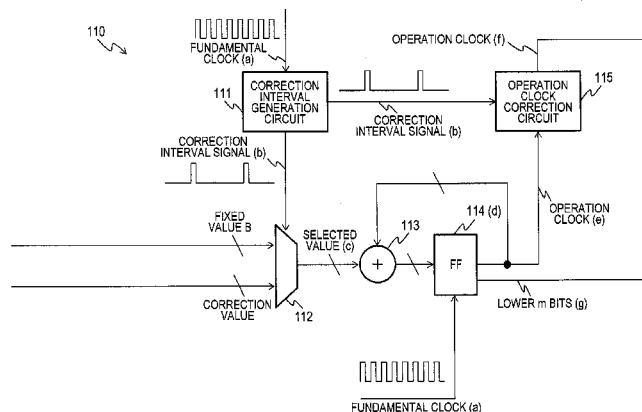 110
FUNDAMENTAL
CLOCK (a)
OPERATION CLOCK (f)
111
CORRECTION
INTERVAL
GENERATION
CIRCUIT
CORRECTION
INTERVAL SIGNAL (b)
OPERATION
CLOCK
CORRECTION
CIRCUIT
115
CORRECTION
INTERVAL SIGNAL (b)
FIXED
VALUE B
SELECTED
VALUE (c)
113
+
114 (d)
FF
OPERATION
CLOCK (e)
CORRECTION
VALUE
112
LOWER m BITS (g)
FUNDAMENTAL CLOCK (a)